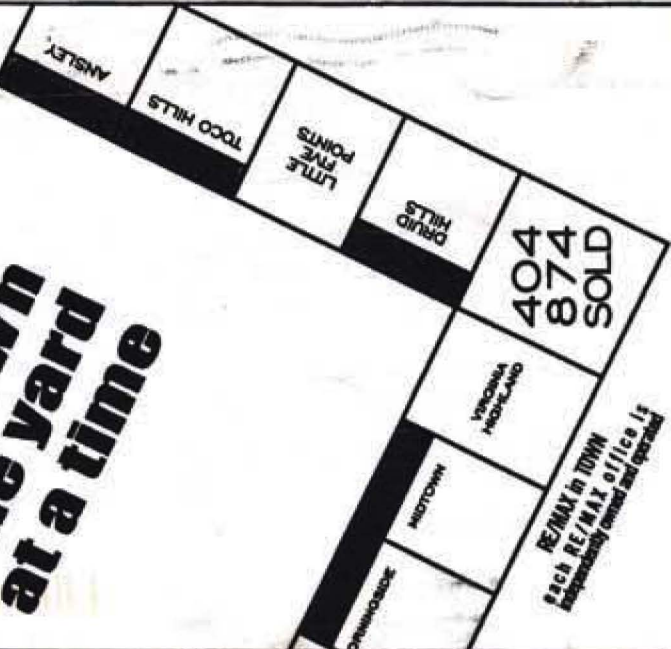 ANSLEY
TOCO HILLS
LITTLE
FIVE
POINTS
DRUID
HILLS
404
874
SOLD
VIRGINIA
HIGHLAND
MIDTOWN
yard
at a time
RE/MAX in TOWN
each RE/MAX office is
independently owned and operated